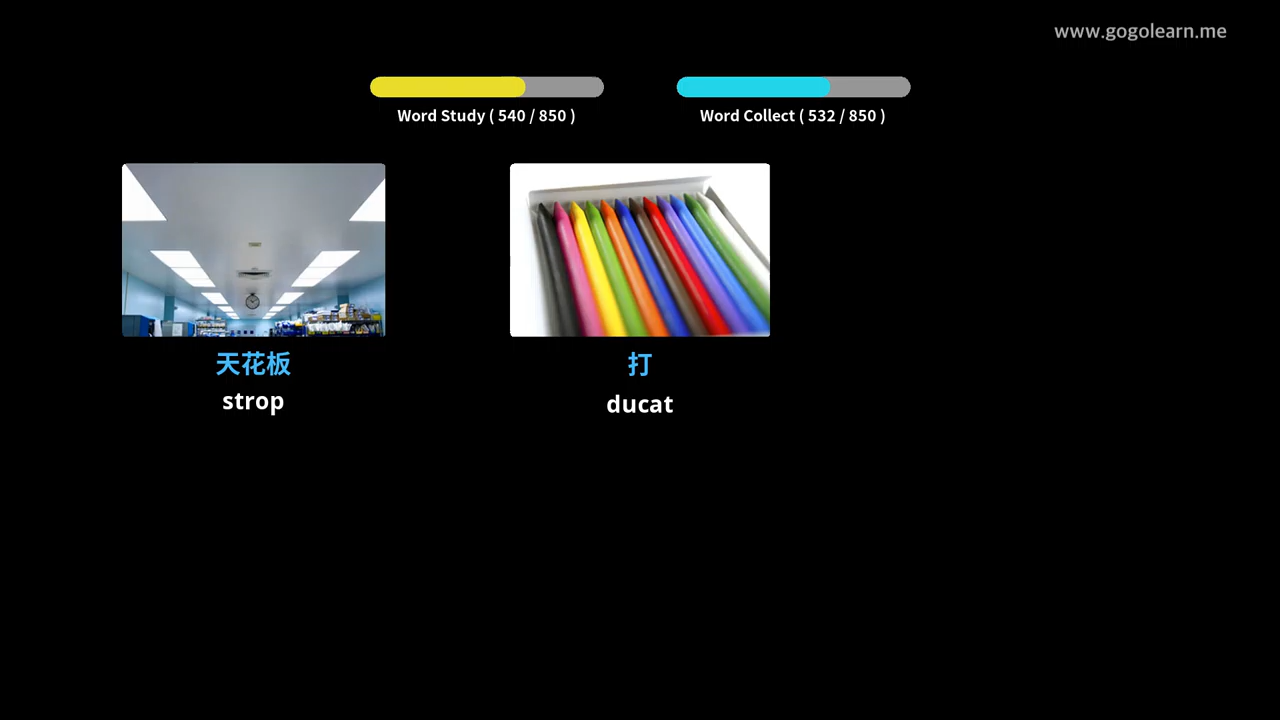 www.gogolearn.me
Word Study ( 540 / 850 )
Word Collect ( 532 / 850 )
天花板
strop
打
ducat